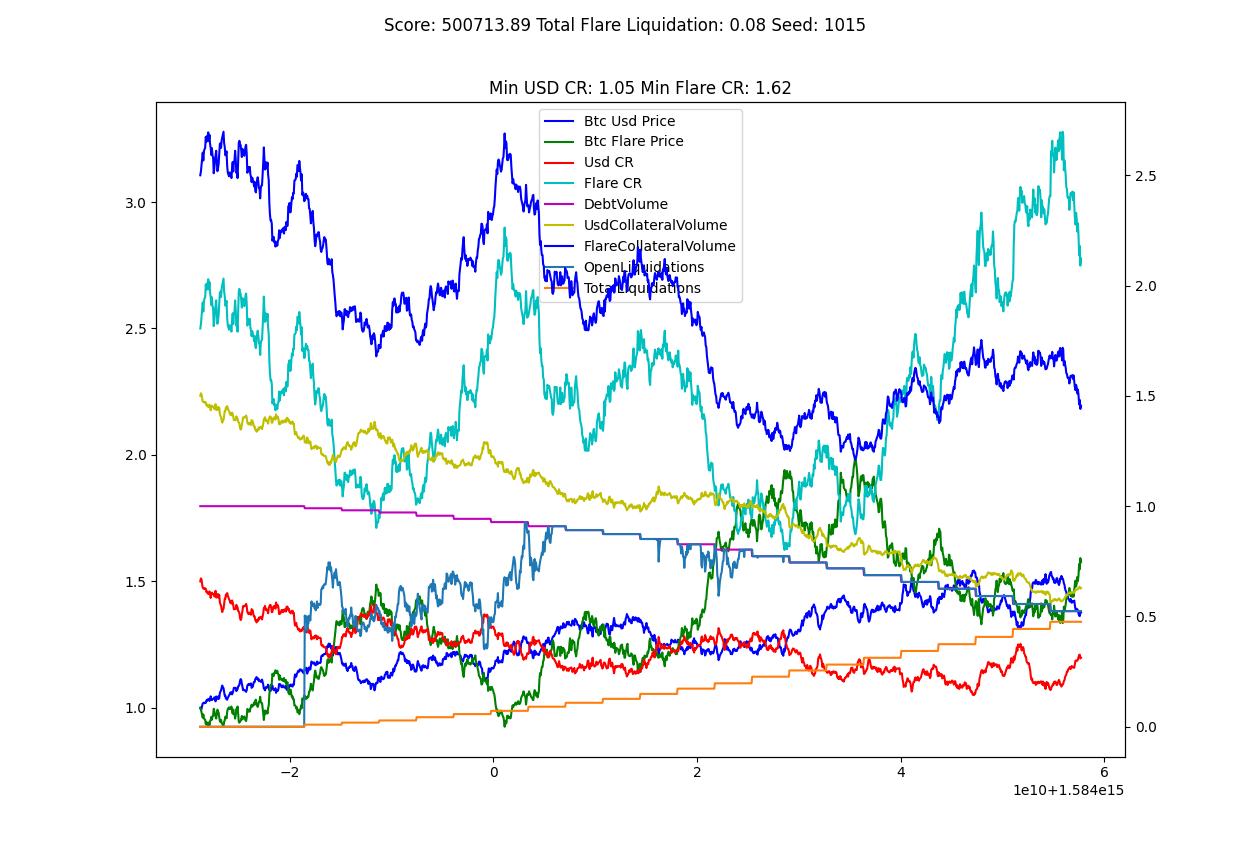 Score: 500713.89 Total Flare Liquidation: 0.08 Seed: 1015
Min USD CR: 1.05 Min Flare CR: 1.62
Btc Usd Price
Btc Flare Price
Usd CR
Flare CR
DebtVolume
UsdCollateralVolume
FlareCollateralVolume
OpenLiquidations
TotalLiquidations
3.0
2.5
2.0
1.5
1.0
2.5
2.0
1.5
1.0
0.5
0.0
−2 0 2 4 6
1e10+1.584e15